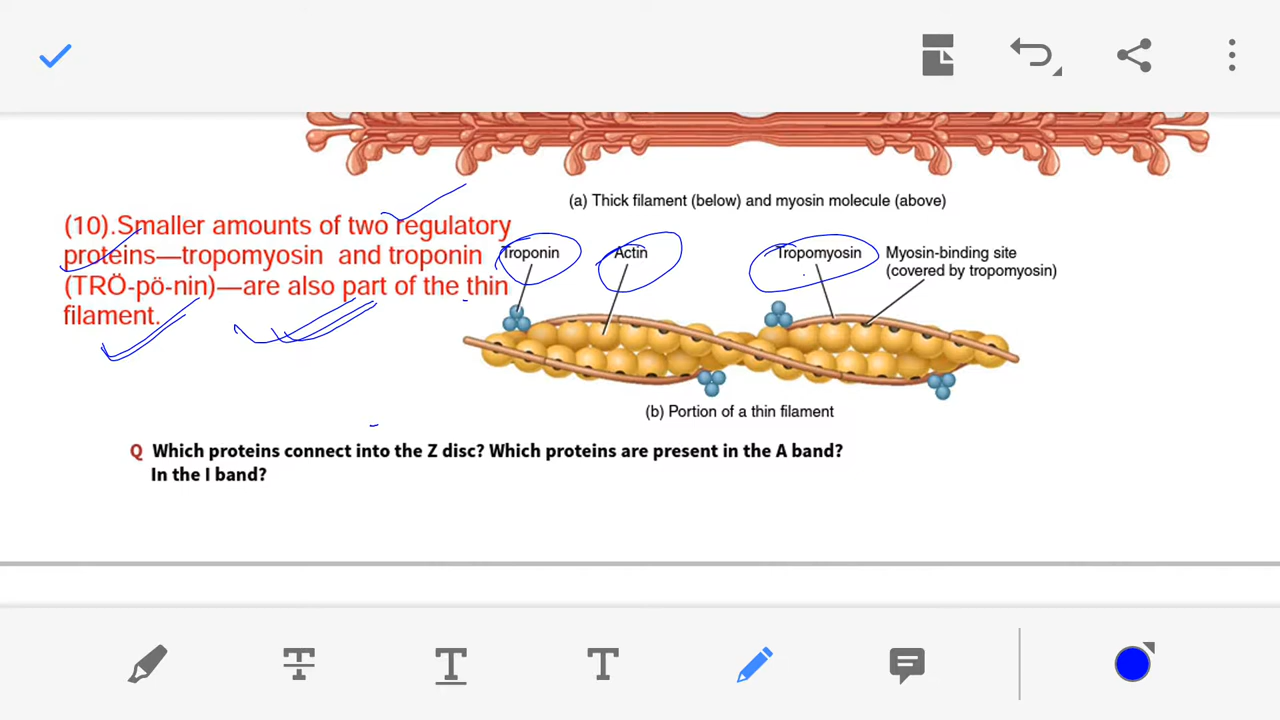 (a) Thick filament (below) and myosin molecule (above)
(10).Smaller amounts of two regulatory
proteins—tropomyosin and troponin
(TRÖ-pö-nin)—are also part of the thin
filament.
Troponin
Actin
Tropomyosin
Myosin-binding site
(covered by tropomyosin)
(b) Portion of a thin filament
Q Which proteins connect into the Z disc? Which proteins are present in the A band?
In the I band?